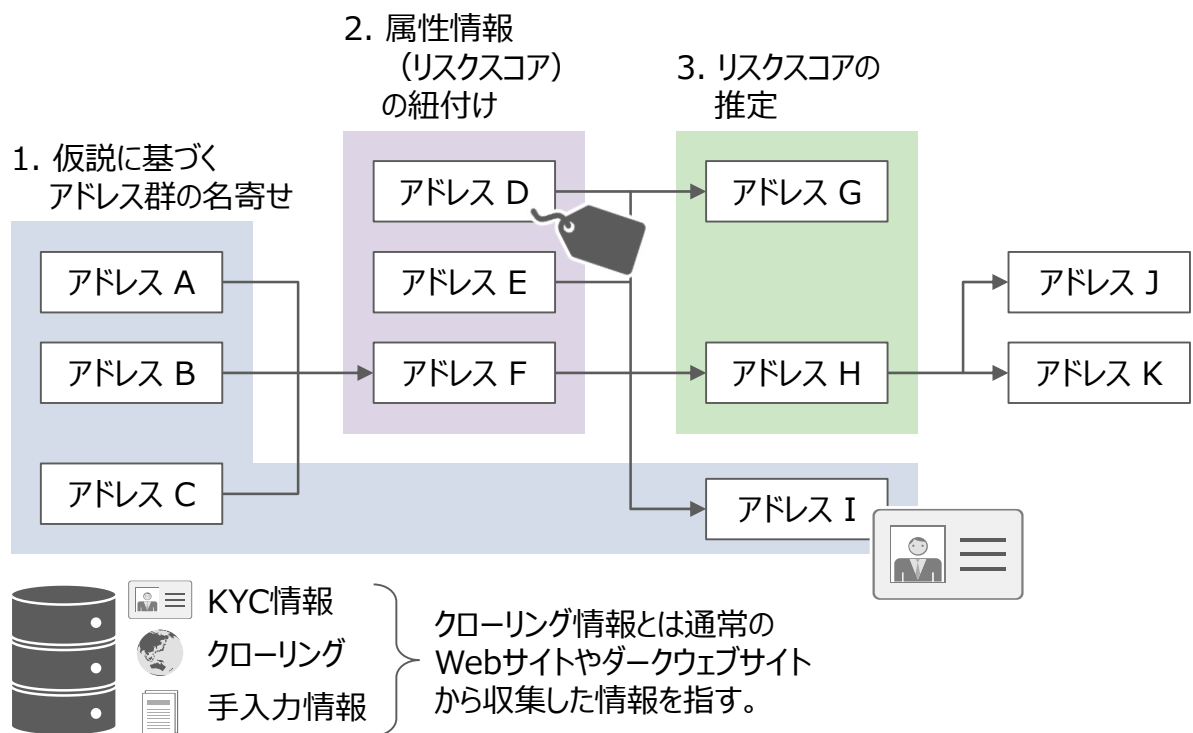 2. 属性情報
（リスクスコア）
の紐付け
3. リスクスコアの
推定
1. 仮説に基づく
アドレス群の名寄せ
アドレス D
アドレス G
アドレス A
アドレス E
アドレス J
アドレス B
アドレス F
アドレス H
アドレス K
アドレス C
アドレス I
KYC情報
クローリング
手入力情報
クローリング情報とは通常の
Webサイトやダークウェブサイト
から収集した情報を指す。